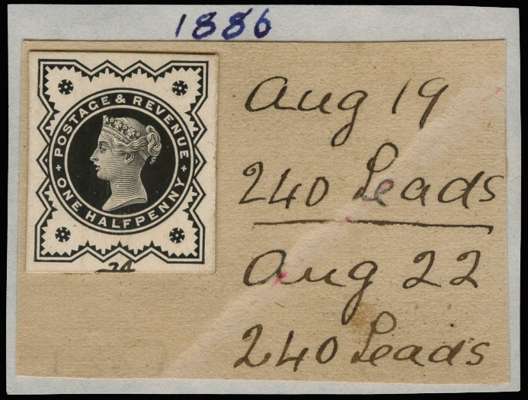 1886
POSTAGE & REVENUE
ONE HALFPENNY
Aug 19
240 Leads
Aug 22
240 Leads